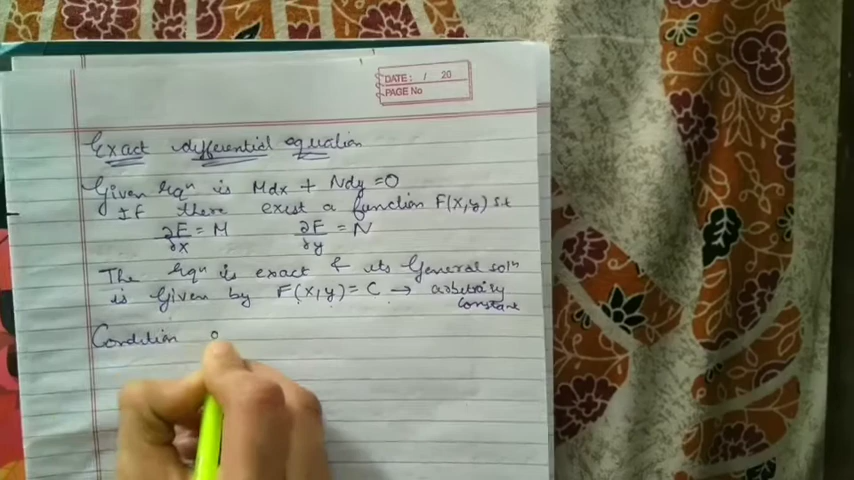 DATE: / 20
PAGE No
Exact differential equation
Given eqn is Mdx + Ndy = 0
If there exist a function F(x,y) s.t
∂F/∂x = M ∂F/∂y = N
The eqn is exact & its General soln
is Given by F(x,y) = C → arbitrary
constant
Condition o